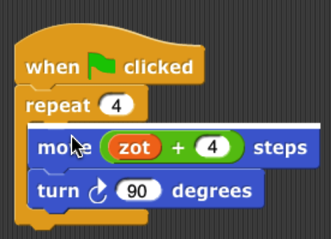 when clicked
repeat 4
move zot + 4 steps
turn 90 degrees